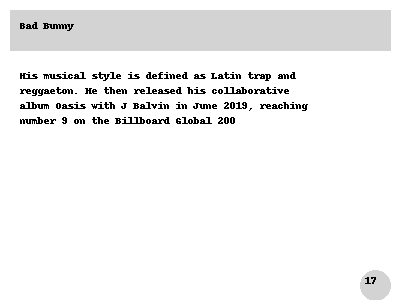 Bad Bunny
His musical style is defined as Latin trap and
reggaeton. He then released his collaborative
album Oasis with J Balvin in June 2019, reaching
number 9 on the Billboard Global 200
17